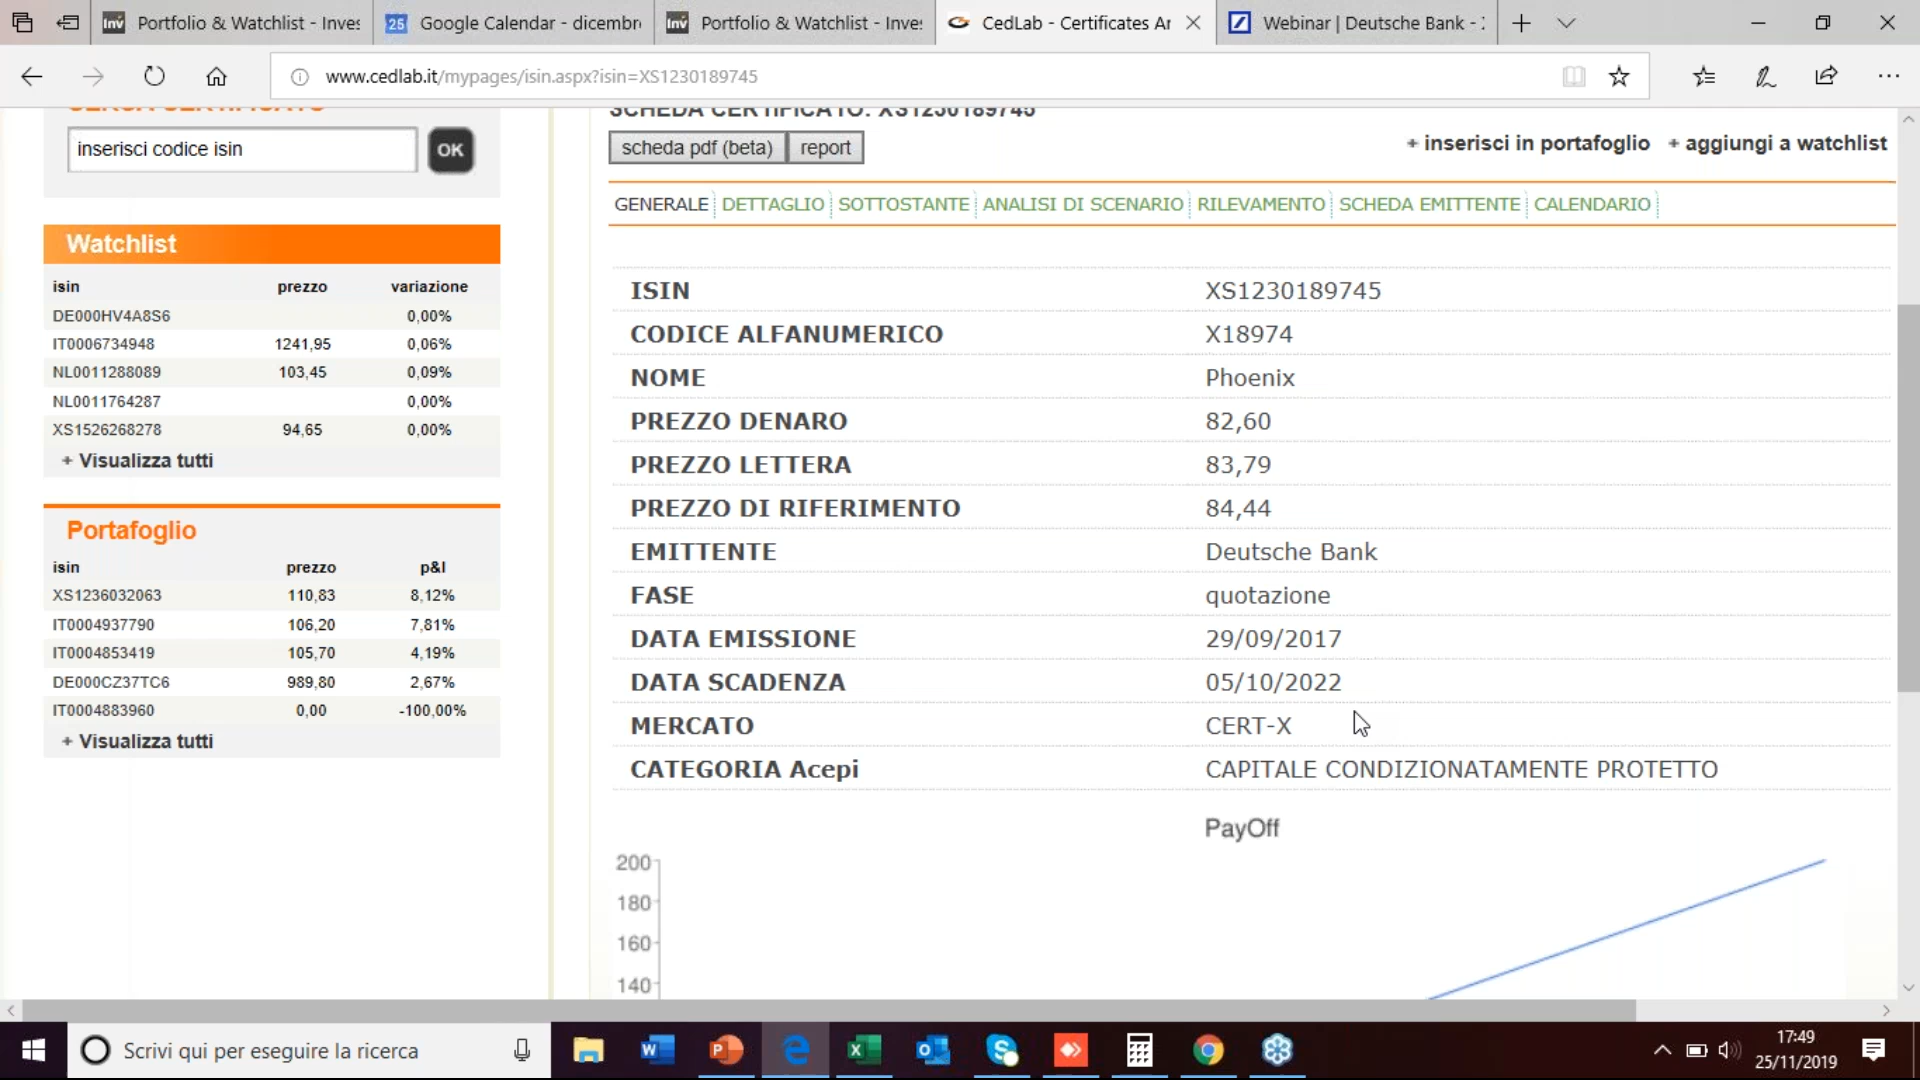 Portfolio & Watchlist - Inves
25 Google Calendar - dicembre
Portfolio & Watchlist - Inves
CedLab - Certificates Ar
Webinar | Deutsche Bank -
www.cedlab.it/mypages/isin.aspx?isin=XS1230189745
CERCA CERTIFICATO
inserisci codice isin
OK
Watchlist
isin prezzo variazione
DE000HV4A8S6 0,00%
IT0006734948 1241,95 0,06%
NL0011288089 103,45 0,09%
NL0011764287 0,00%
XS1526268278 94,65 0,00%
+ Visualizza tutti
Portafoglio
isin prezzo p&l
XS1236032063 110,83 8,12%
IT0004937790 106,20 7,81%
IT0004853419 105,70 4,19%
DE000CZ37TC6 989,80 2,67%
IT0004883960 0,00 -100,00%
+ Visualizza tutti
SCHEDA CERTIFICATO: XS1230189745
scheda pdf (beta) report
+ inserisci in portafoglio + aggiungi a watchlist
GENERALE DETTAGLIO SOTTOSTANTE ANALISI DI SCENARIO RILEVAMENTO SCHEDA EMITTENTE CALENDARIO
ISIN XS1230189745
CODICE ALFANUMERICO X18974
NOME Phoenix
PREZZO DENARO 82,60
PREZZO LETTERA 83,79
PREZZO DI RIFERIMENTO 84,44
EMITTENTE Deutsche Bank
FASE quotazione
DATA EMISSIONE 29/09/2017
DATA SCADENZA 05/10/2022
MERCATO CERT-X
CATEGORIA Acepi CAPITALE CONDIZIONATAMENTE PROTETTO
PayOff
200
180
160
140
Scrivi qui per eseguire la ricerca
17:49
25/11/2019